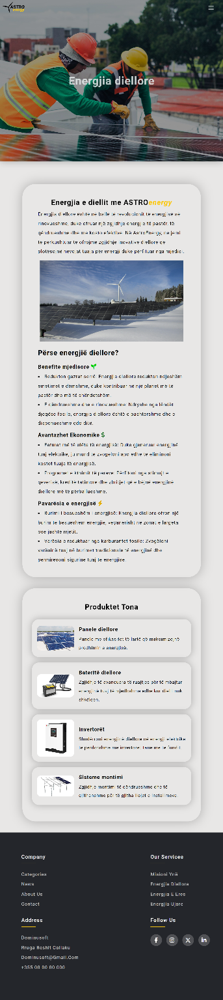 ASTRO
energy
Energjia diellore
Energjia e diellit me ASTROenergy
Energjia diellore është në ballë të revolucionit të energjisë së
rinovueshme, duke ofruar një zgjidhje energjie të pastër, të
qëndrueshme dhe me kosto efektive. Në AstroEnergy, ne jemi
të përkushtuar të ofrojmë zgjidhje inovative diellore që
plotësojnë nevojat tuaja për energji duke përfituar nga mjedisi.
Përse energjië diellore?
Benefite mjedisore
• Redukton gazrat serrë: Energjia diellore redukton ndjeshëm
emetimet e dëmshme, duke kontribuar në një planet më të
pastër dhe më të shëndetshëm.
• E qëndrueshme dhe e rinovueshme: Ndryshe nga lëndët
djegëse fosile, energjia diellore është e pashtershme dhe e
disponueshme çdo ditë.
Avantazhet Ekonomike
• Faturat më të ulëta të energjisë: Duke gjeneruar energjinë
tuaj elektrike, ju mund të zvogëloni apo edhe të eliminoni
kostot tuaja të energjisë.
• Programet e kthimit të parave: Përfitoni nga stimujt e
qeverisë, kreditë tatimore dhe zbritjet që e bëjnë energjinë
diellore më të përballueshme.
Pavarësia e energjisë
• Burimi i besueshëm i energjisë: Energjia diellore ofron një
burim të besueshëm energjie, veçanërisht në zonat e largëta
ose jashtë rrjetit.
• Varësia e reduktuar nga karburantet fosile: Zvogëloni
varësinë tuaj në burimet tradicionale të energjisë dhe
përmirësoni sigurinë tuaj të energjisë.
Produktet Tona
Panele diellore
Panele me efikasitet të lartë që maksimizojnë
prodhimin e energjisë.
Bateritë diellore
Zgjidhje të avancuara të ruajtjes për të mbajtur
energjinë tuaj të rrjedhshme edhe kur dielli nuk
shkëlqen.
Invertorët
Shndërroni energjinë diellore në energji elektrike
të përdorshme me invertorët tanë më të fundit.
Sisteme montimi
Zgjidhje montimi të qëndrueshme dhe të
gjithanshme për të gjitha llojet e instalimeve.
Company
Categories
News
About Us
Contact
Our Services
Misioni Ynë
Energjie Diellore
Energjia E Eres
Energjia Ujore
Address
Dominusoft
Rruga Reshit Collaku
Dominusoft@Gmail.Com
+355 00 00 00 000
Follow Us